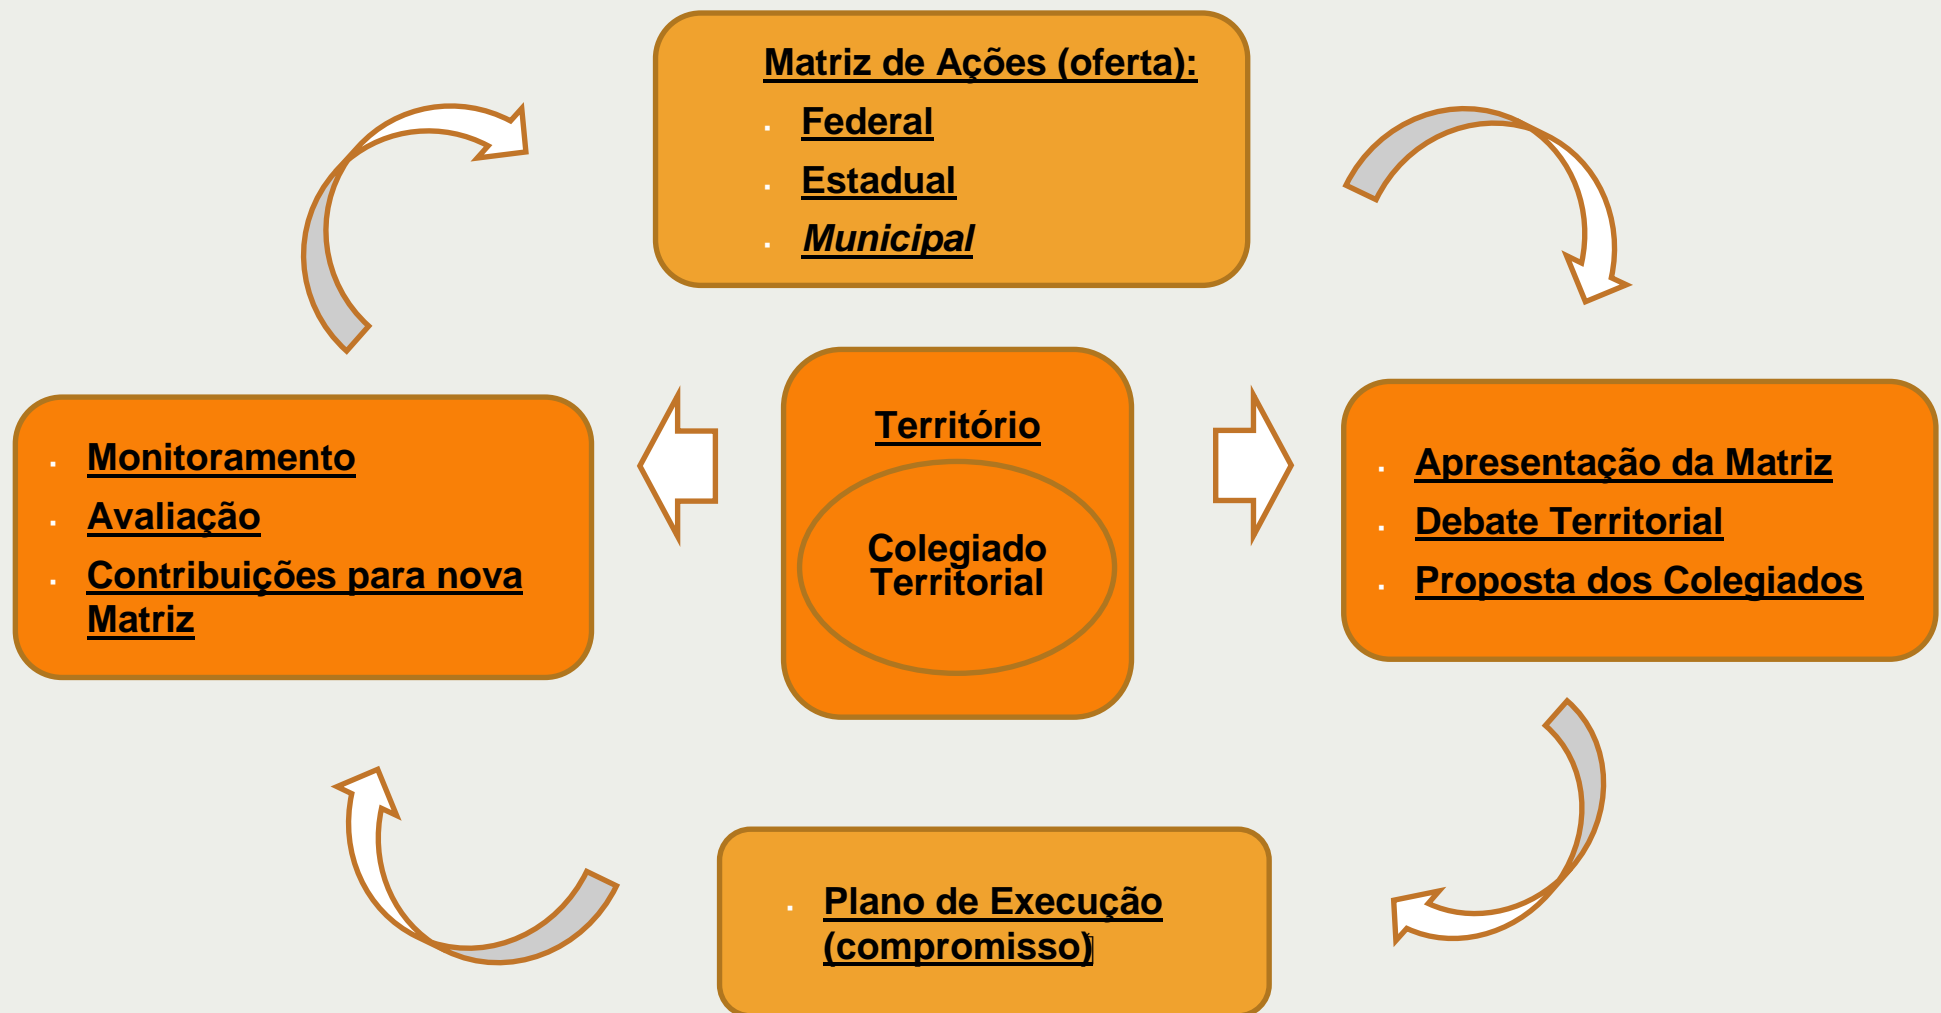 Matriz de Ações (oferta):
Federal
Estadual
Municipal
Monitoramento
Avaliação
Contribuições para nova
Matriz
Território
Colegiado
Territorial
Apresentação da Matriz
Debate Territorial
Proposta dos Colegiados
Plano de Execução
(compromisso)